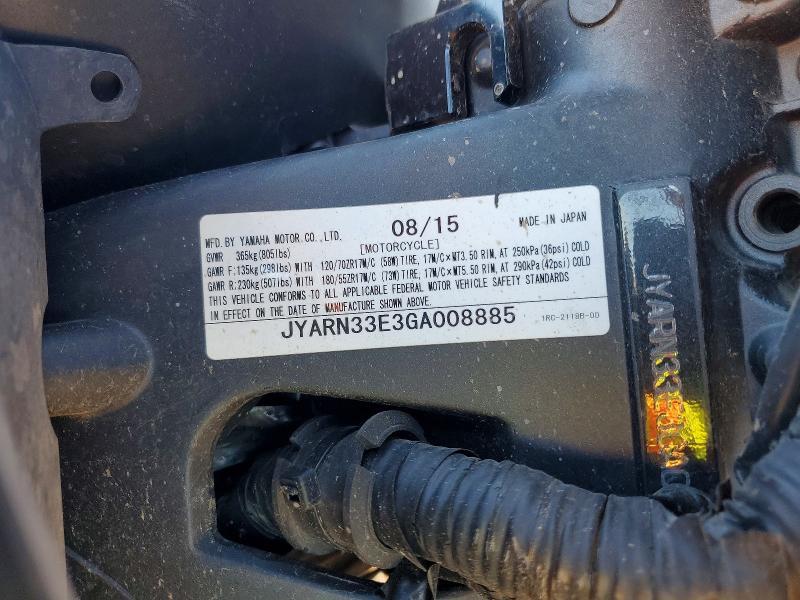 MFD. BY YAMAHA MOTOR CO., LTD. 08/15 MADE IN JAPAN
GVWR 365kg(805lbs) [MOTORCYCLE]
GAWR F:135kg(298lbs) WITH 120/70ZR17M/C (58W) TIRE, 17M/C×MT3.50 RIM, AT 250kPa(36psi) COLD
GAWR R:230kg(507lbs) WITH 180/55ZR17M/C (73W) TIRE, 17M/C×MT5.50 RIM, AT 290kPa(42psi) COLD
THIS VEHICLE CONFORMS TO ALL APPLICABLE FEDERAL MOTOR VEHICLE SAFETY STANDARDS
IN EFFECT ON THE DATE OF MANUFACTURE SHOWN ABOVE.
JYARN33E3GA008885 1RC-2118B-00